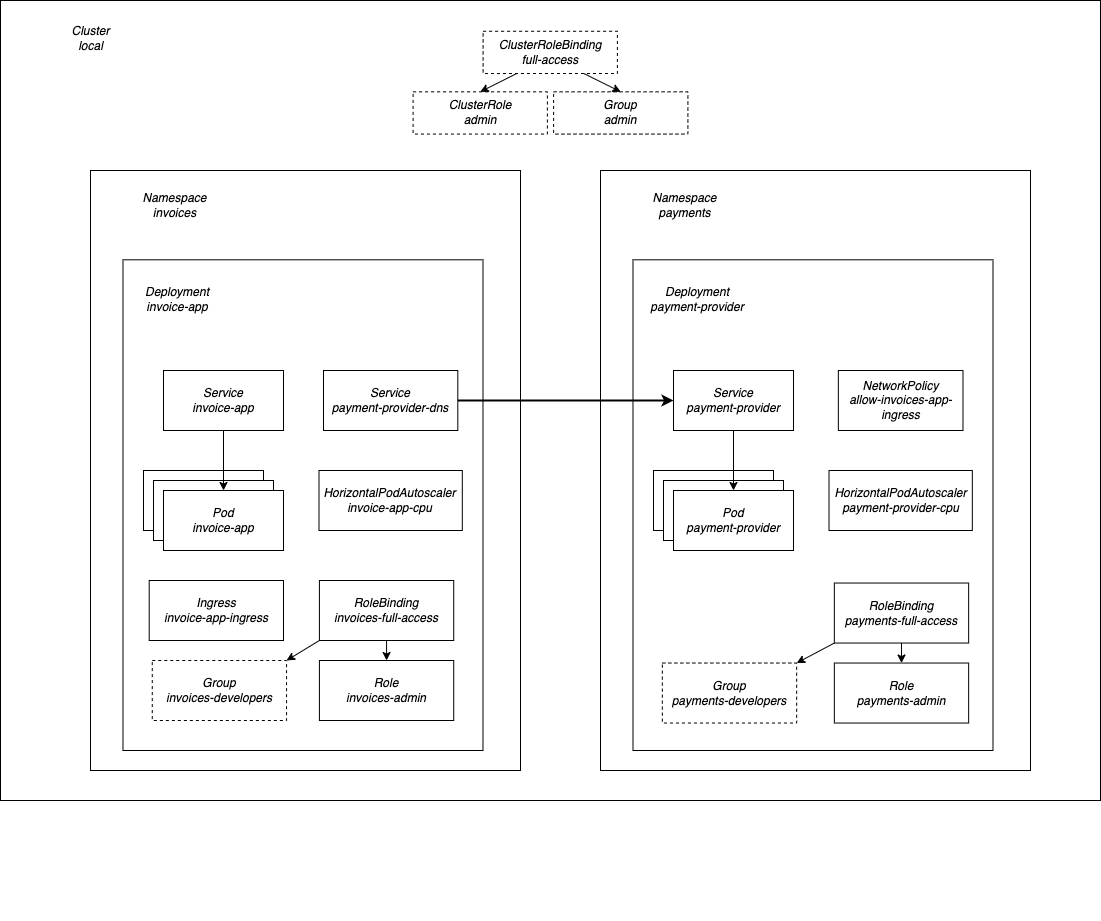 Cluster
local
ClusterRoleBinding
full-access
ClusterRole
admin
Group
admin
Namespace
invoices
Namespace
payments
Deployment
invoice-app
Deployment
payment-provider
Service
invoice-app
Service
payment-provider-dns
Service
payment-provider
NetworkPolicy
allow-invoices-app-
ingress
Pod
invoice-app
HorizontalPodAutoscaler
invoice-app-cpu
Pod
payment-provider
HorizontalPodAutoscaler
payment-provider-cpu
Ingress
invoice-app-ingress
RoleBinding
invoices-full-access
RoleBinding
payments-full-access
Group
invoices-developers
Role
invoices-admin
Group
payments-developers
Role
payments-admin